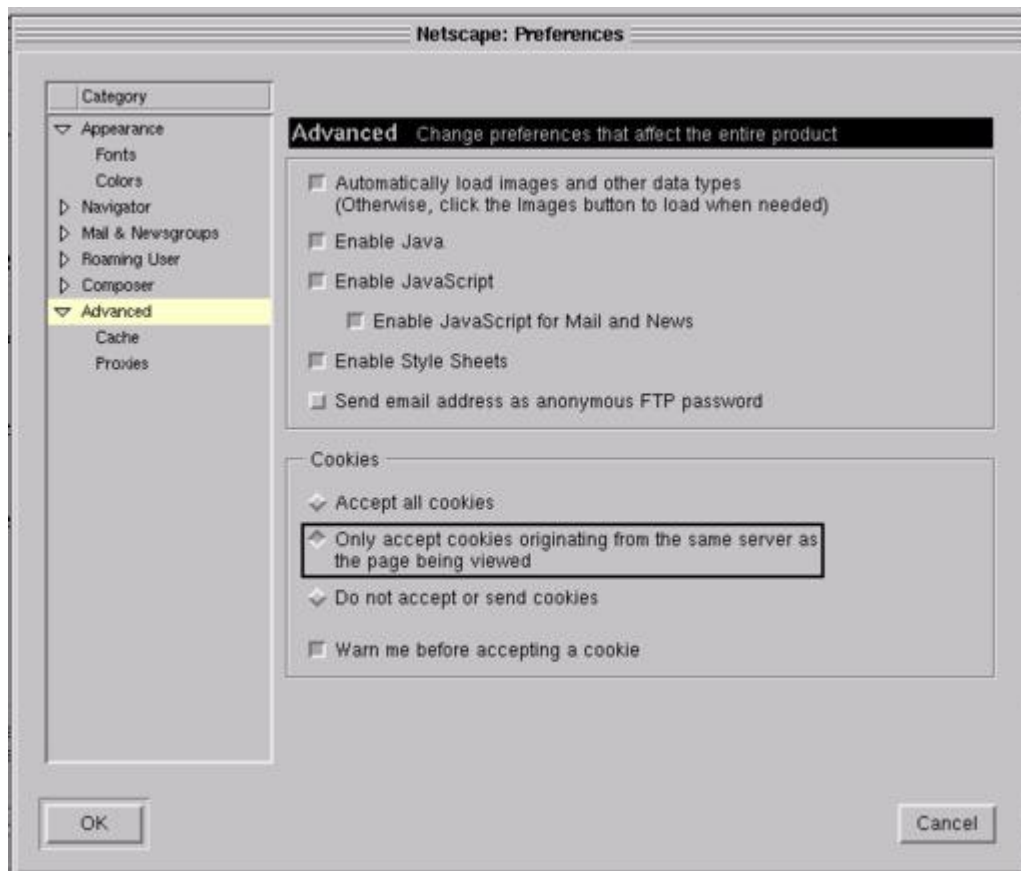 Netscape: Preferences
Category
Appearance
Fonts
Colors
Navigator
Mail & Newsgroups
Roaming User
Composer
Advanced
Cache
Proxies
Advanced Change preferences that affect the entire product
Automatically load images and other data types
(Otherwise, click the Images button to load when needed)
Enable Java
Enable JavaScript
Enable JavaScript for Mail and News
Enable Style Sheets
Send email address as anonymous FTP password
Cookies
Accept all cookies
Only accept cookies originating from the same server as
the page being viewed
Do not accept or send cookies
Warn me before accepting a cookie
OK
Cancel